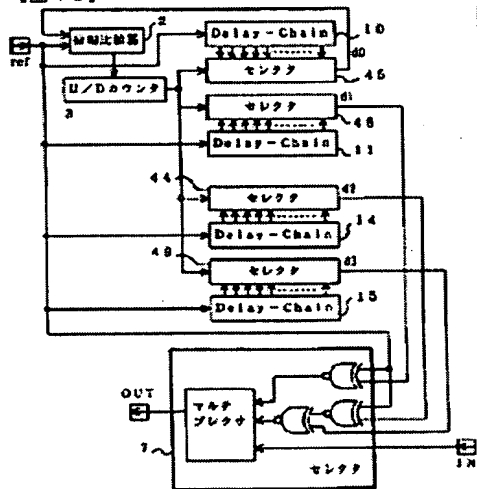 2
Delay-Chain
10
位相比較器
ref
d0
セレクタ
45
U/Dカウンタ
3
d1
セレクタ
46
Delay-Chain
11
44
d2
セレクタ
Delay-Chain
14
49
d3
セレクタ
Delay-Chain
15
OUT
マルチ
プレクサ
7
IN
セレクタ